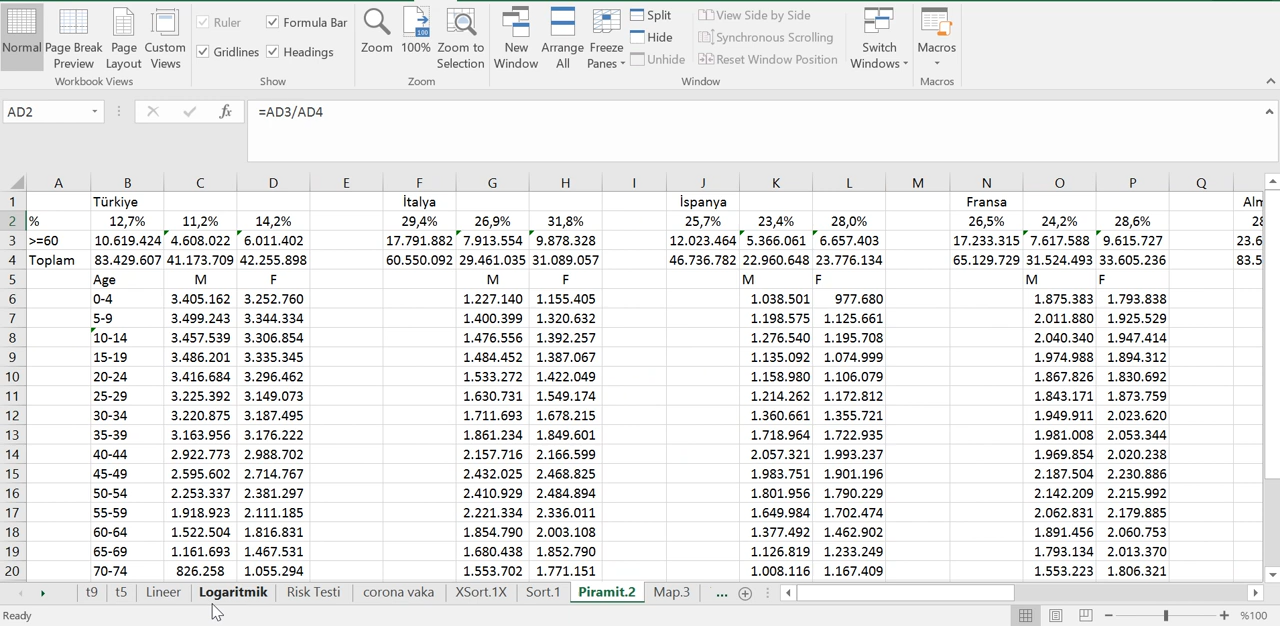 Normal Page Break Preview Page Layout Custom Views
Workbook Views
Ruler Formula Bar
Gridlines Headings
Show
Zoom 100% Zoom to Selection
Zoom
New Window Arrange All Freeze Panes
Split
Hide
Unhide
View Side by Side
Synchronous Scrolling
Reset Window Position
Window
Switch Windows
Macros
Macros
AD2 fx =AD3/AD4
A B C D E F G H I J K L M N O P Q
1 Türkiye İtalya İspanya Fransa Alm
2 % 12,7% 11,2% 14,2% 29,4% 26,9% 31,8% 25,7% 23,4% 28,0% 26,5% 24,2% 28,6% 28
3 >=60 10.619.424 4.608.022 6.011.402 17.791.882 7.913.554 9.878.328 12.023.464 5.366.061 6.657.403 17.233.315 7.617.588 9.615.727 23.6
4 Toplam 83.429.607 41.173.709 42.255.898 60.550.092 29.461.035 31.089.057 46.736.782 22.960.648 23.776.134 65.129.729 31.524.493 33.605.236 83.5
5 Age M F M F M F M F
6 0-4 3.405.162 3.252.760 1.227.140 1.155.405 1.038.501 977.680 1.875.383 1.793.838
7 5-9 3.499.243 3.344.334 1.400.399 1.320.632 1.198.575 1.125.661 2.011.880 1.925.529
8 10-14 3.457.539 3.306.854 1.476.556 1.392.257 1.276.540 1.195.708 2.040.340 1.947.414
9 15-19 3.486.201 3.335.345 1.484.452 1.387.067 1.135.092 1.074.999 1.974.988 1.894.312
10 20-24 3.416.684 3.296.462 1.533.272 1.422.049 1.158.980 1.106.079 1.867.826 1.830.692
11 25-29 3.225.392 3.149.073 1.630.731 1.549.174 1.214.262 1.172.812 1.843.171 1.873.759
12 30-34 3.220.875 3.187.495 1.711.693 1.678.215 1.360.661 1.355.721 1.949.911 2.023.620
13 35-39 3.163.956 3.176.222 1.861.234 1.849.601 1.718.964 1.722.935 1.981.008 2.053.344
14 40-44 2.922.773 2.988.702 2.157.716 2.166.599 2.057.321 1.993.237 1.969.854 2.020.238
15 45-49 2.595.602 2.714.767 2.432.025 2.468.825 1.983.751 1.901.196 2.187.504 2.230.886
16 50-54 2.253.337 2.381.297 2.410.929 2.484.894 1.801.956 1.790.229 2.142.209 2.215.992
17 55-59 1.918.923 2.111.185 2.221.334 2.336.011 1.649.984 1.702.474 2.062.831 2.179.885
18 60-64 1.522.504 1.816.831 1.854.790 2.003.108 1.377.492 1.462.902 1.891.456 2.060.753
19 65-69 1.161.693 1.467.531 1.680.438 1.852.790 1.126.819 1.233.249 1.793.134 2.013.370
20 70-74 826.258 1.055.294 1.553.702 1.771.151 1.008.116 1.167.409 1.553.223 1.806.321
t9 t5 Lineer Logaritmik Risk Testi corona vaka XSort.1X Sort.1 Piramit.2 Map.3 ...
Ready %100